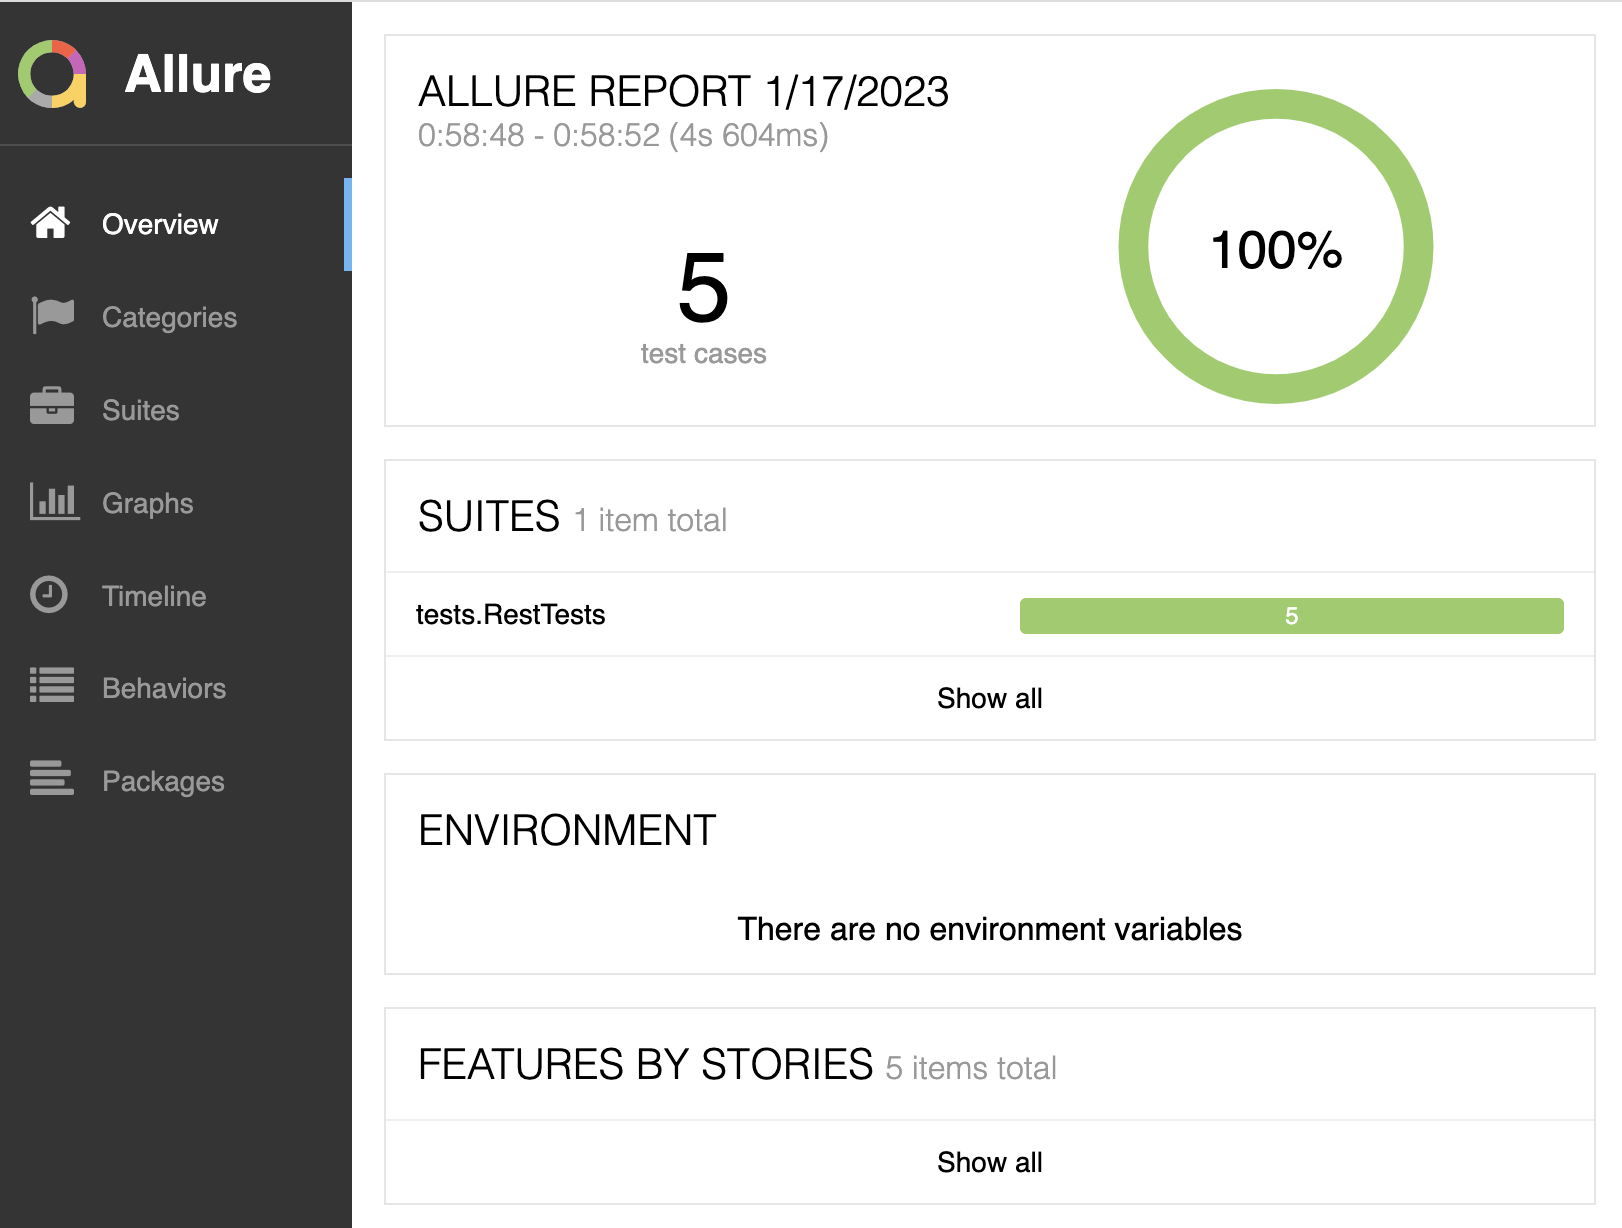 Allure
Overview
Categories
Suites
Graphs
Timeline
Behaviors
Packages
ALLURE REPORT 1/17/2023
0:58:48 - 0:58:52 (4s 604ms)
5
test cases
100%
SUITES 1 item total
tests.RestTests 5
Show all
ENVIRONMENT
There are no environment variables
FEATURES BY STORIES 5 items total
Show all